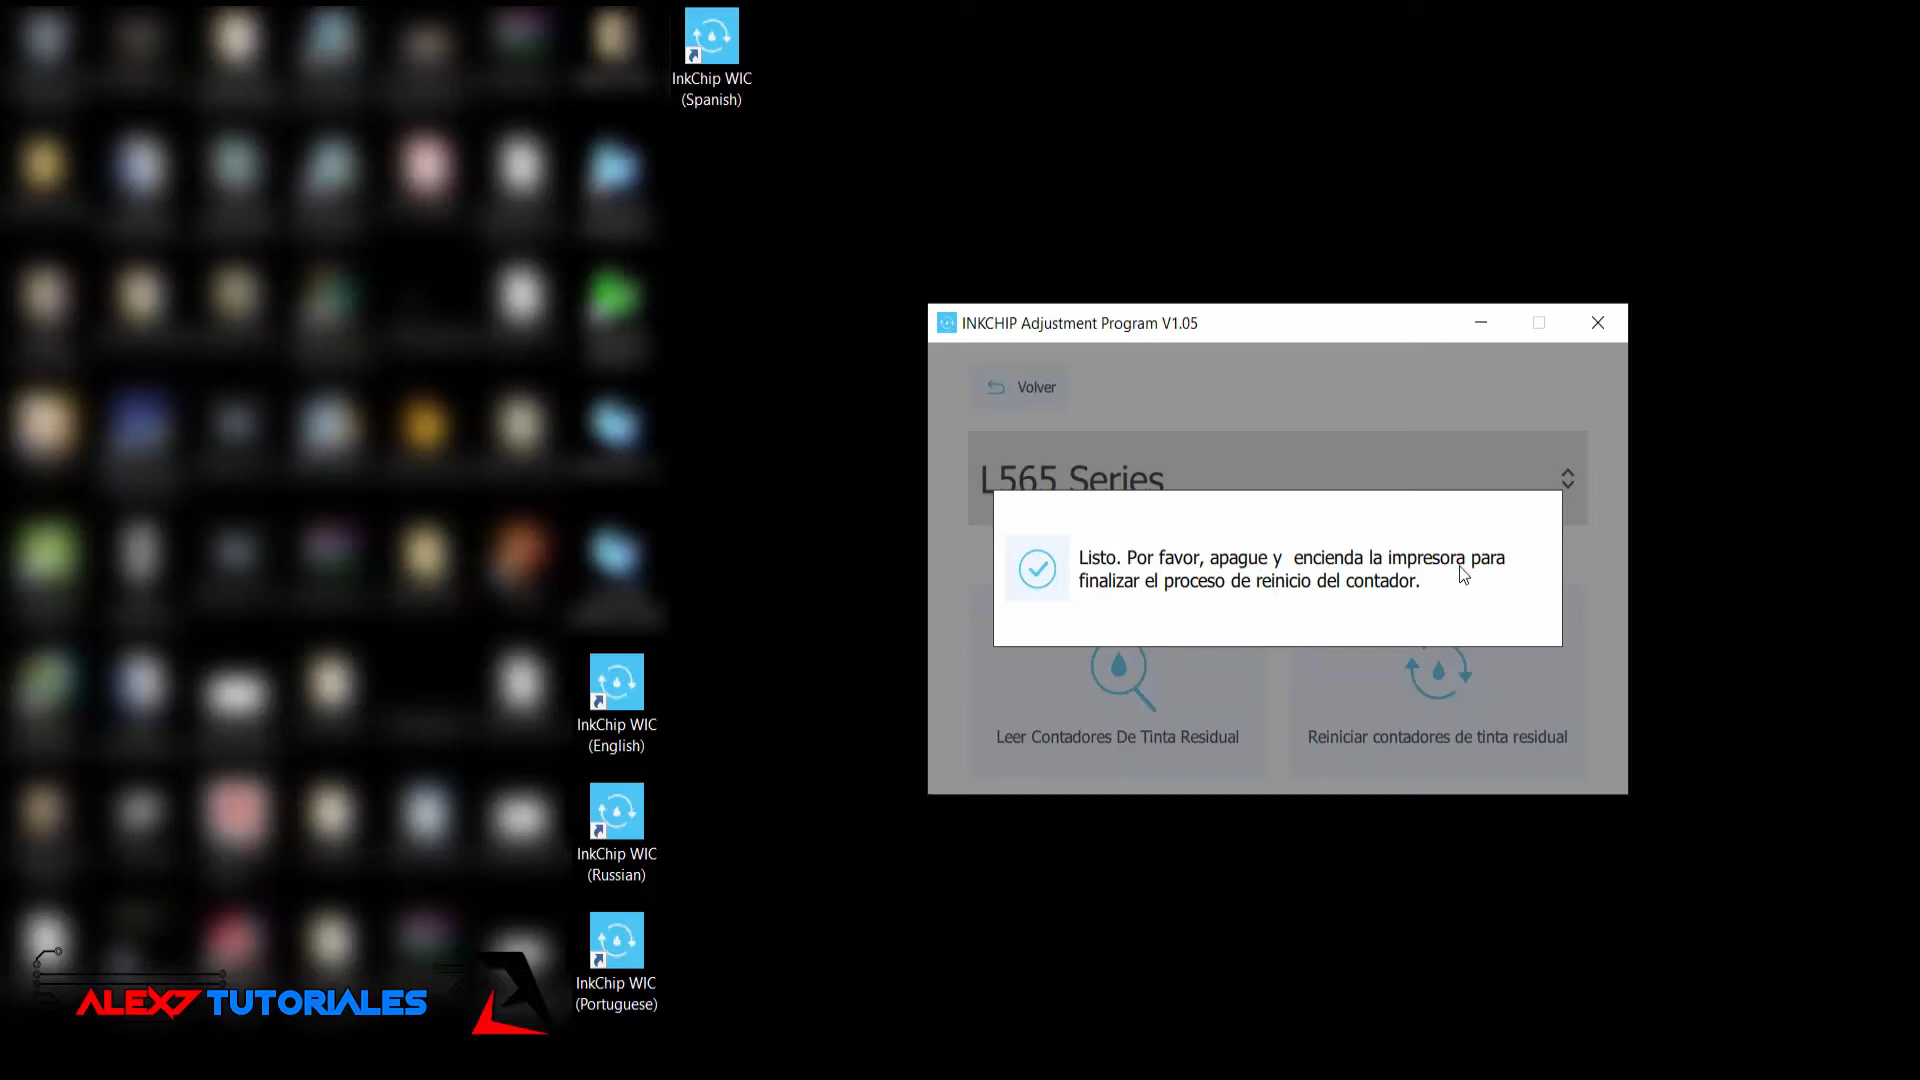 InkChip WIC
(Spanish)
INKCHIP Adjustment Program V1.05
Volver
L565 Series
Listo. Por favor, apague y  encienda la impresora para
finalizar el proceso de reinicio del contador.
Leer Contadores De Tinta Residual
Reiniciar contadores de tinta residual
InkChip WIC
(English)
InkChip WIC
(Russian)
InkChip WIC
(Portuguese)
ALEX7 TUTORIALES